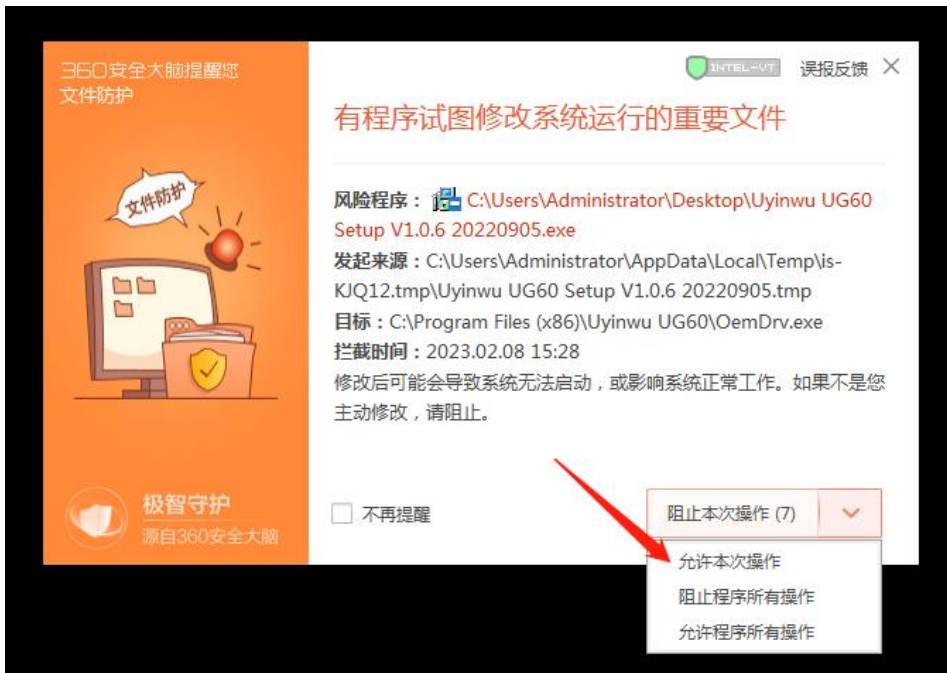 360安全大脑提醒您
文件防护
INTEL-VT 误报反馈
有程序试图修改系统运行的重要文件
文件防护
风险程序：C:\Users\Administrator\Desktop\Uyinwu UG60
Setup V1.0.6 20220905.exe
发起来源：C:\Users\Administrator\AppData\Local\Temp\is-
KJQ12.tmp\Uyinwu UG60 Setup V1.0.6 20220905.tmp
目标：C:\Program Files (x86)\Uyinwu UG60\OemDrv.exe
拦截时间：2023.02.08 15:28
修改后可能会导致系统无法启动，或影响系统正常工作。如果不是您
主动修改，请阻止。
极智守护
源自360安全大脑
不再提醒
阻止本次操作 (7)
允许本次操作
阻止程序所有操作
允许程序所有操作